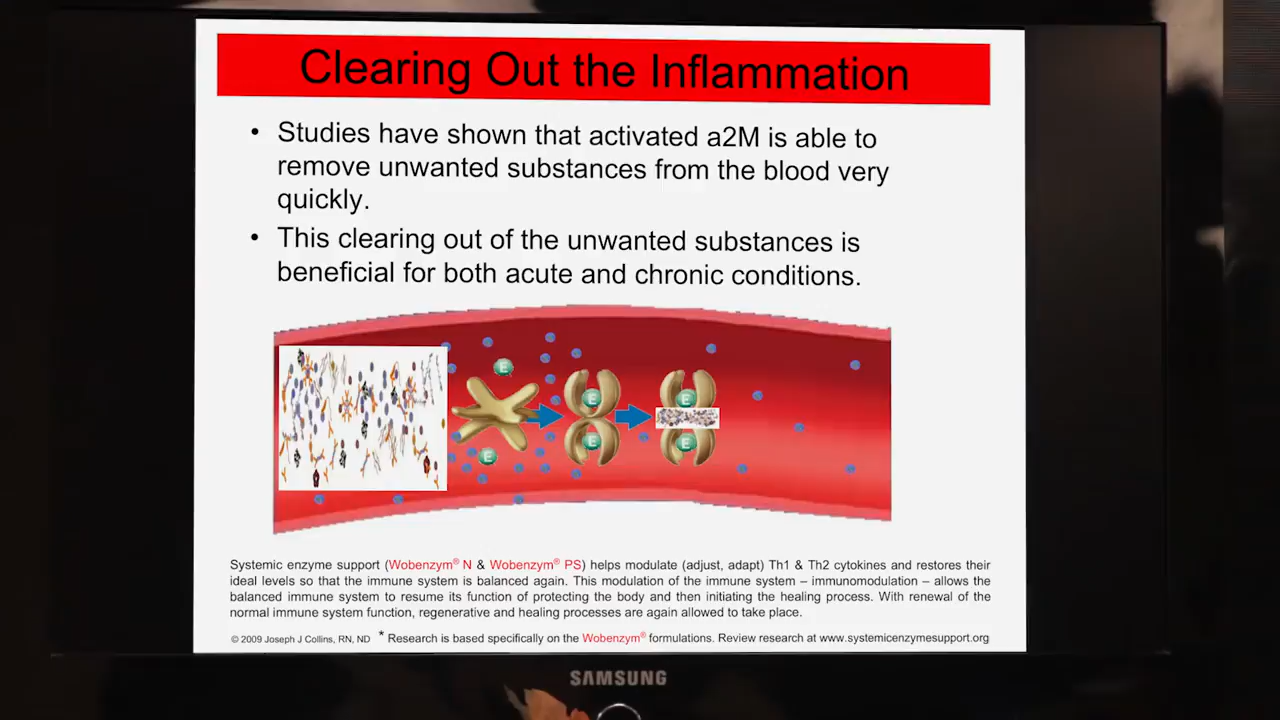 Clearing Out the Inflammation
• Studies have shown that activated a2M is able to
remove unwanted substances from the blood very
quickly.
• This clearing out of the unwanted substances is
beneficial for both acute and chronic conditions.
E
E
E
E
E
E
Systemic enzyme support (Wobenzym® N & Wobenzym® PS) helps modulate (adjust, adapt) Th1 & Th2 cytokines and restores their
ideal levels so that the immune system is balanced again. This modulation of the immune system – immunomodulation – allows the
balanced immune system to resume its function of protecting the body and then initiating the healing process. With renewal of the
normal immune system function, regenerative and healing processes are again allowed to take place.
© 2009 Joseph J Collins, RN, ND * Research is based specifically on the Wobenzym® formulations. Review research at www.systemicenzymesupport.org
SAMSUNG